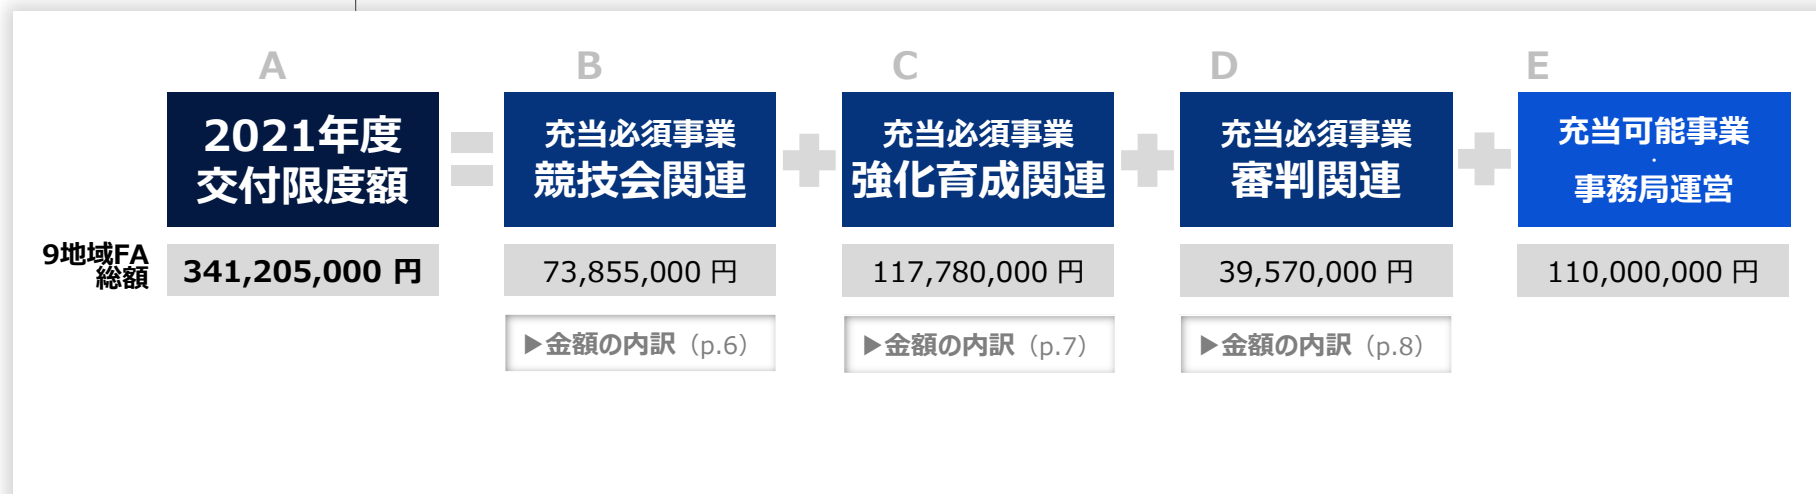 A
B
C
D
E
2021年度
交付限度額
=
充当必須事業
競技会関連
+
充当必須事業
強化育成関連
+
充当必須事業
審判関連
+
充当可能事業
・
事務局運営
9地域FA
総額
341,205,000 円
73,855,000 円
117,780,000 円
39,570,000 円
110,000,000 円
▶金額の内訳（p.6）
▶金額の内訳（p.7）
▶金額の内訳（p.8）